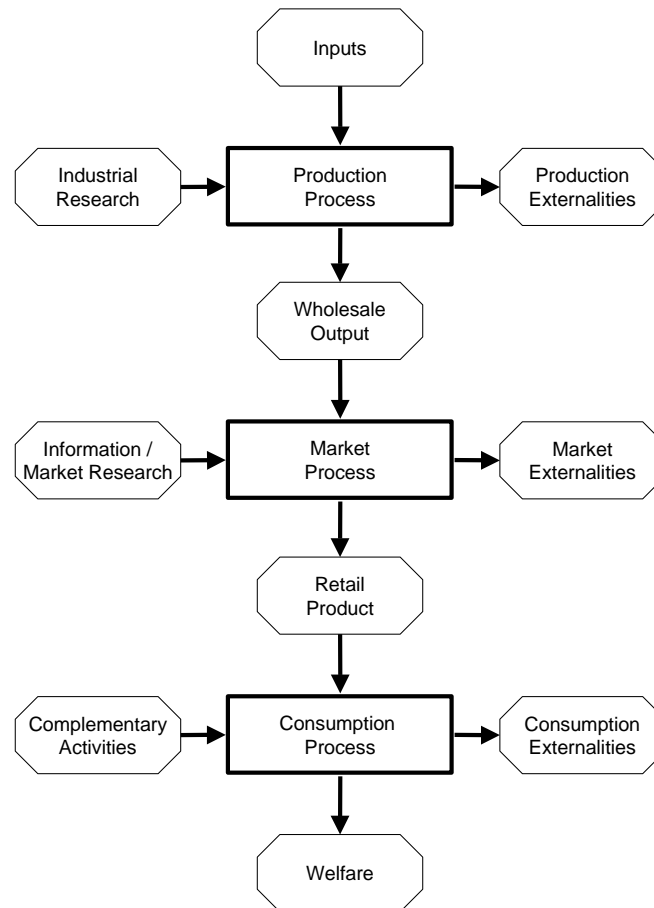 Inputs
Industrial
Research
Production
Process
Production
Externalities
Wholesale
Output
Information /
Market Research
Market
Process
Market
Externalities
Retail
Product
Complementary
Activities
Consumption
Process
Consumption
Externalities
Welfare